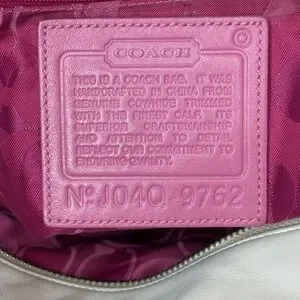 COACH
THIS IS A COACH BAG. IT WAS
HANDCRAFTED IN CHINA FROM
GENUINE COWHIDE TRIMMED
WITH THE FINEST CALF. ITS
SUPERIOR CRAFTSMANSHIP
AND ATTENTION TO DETAIL
REFLECT OUR COMMITMENT TO
ENDURING QUALITY.
Nº J04Q-9762